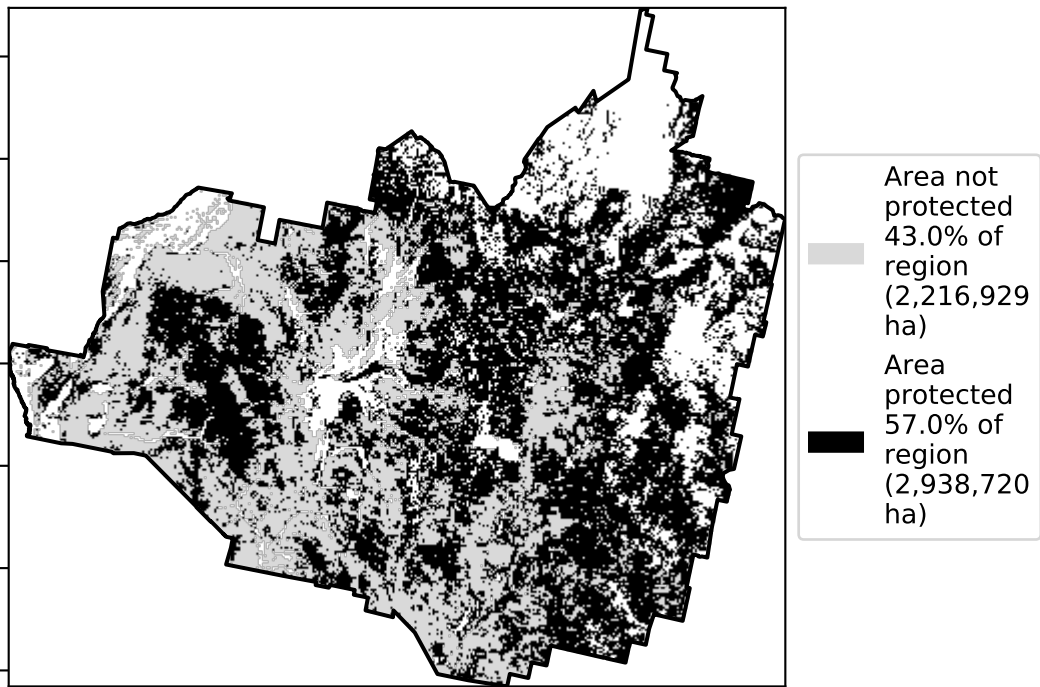 Area not
protected
43.0% of
region
(2,216,929
ha)
Area
protected
57.0% of
region
(2,938,720
ha)